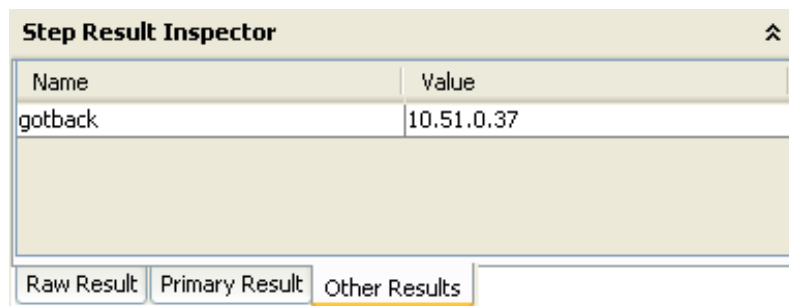 Step Result Inspector
Name Value
gotback 10.51.0.37
Raw Result Primary Result Other Results